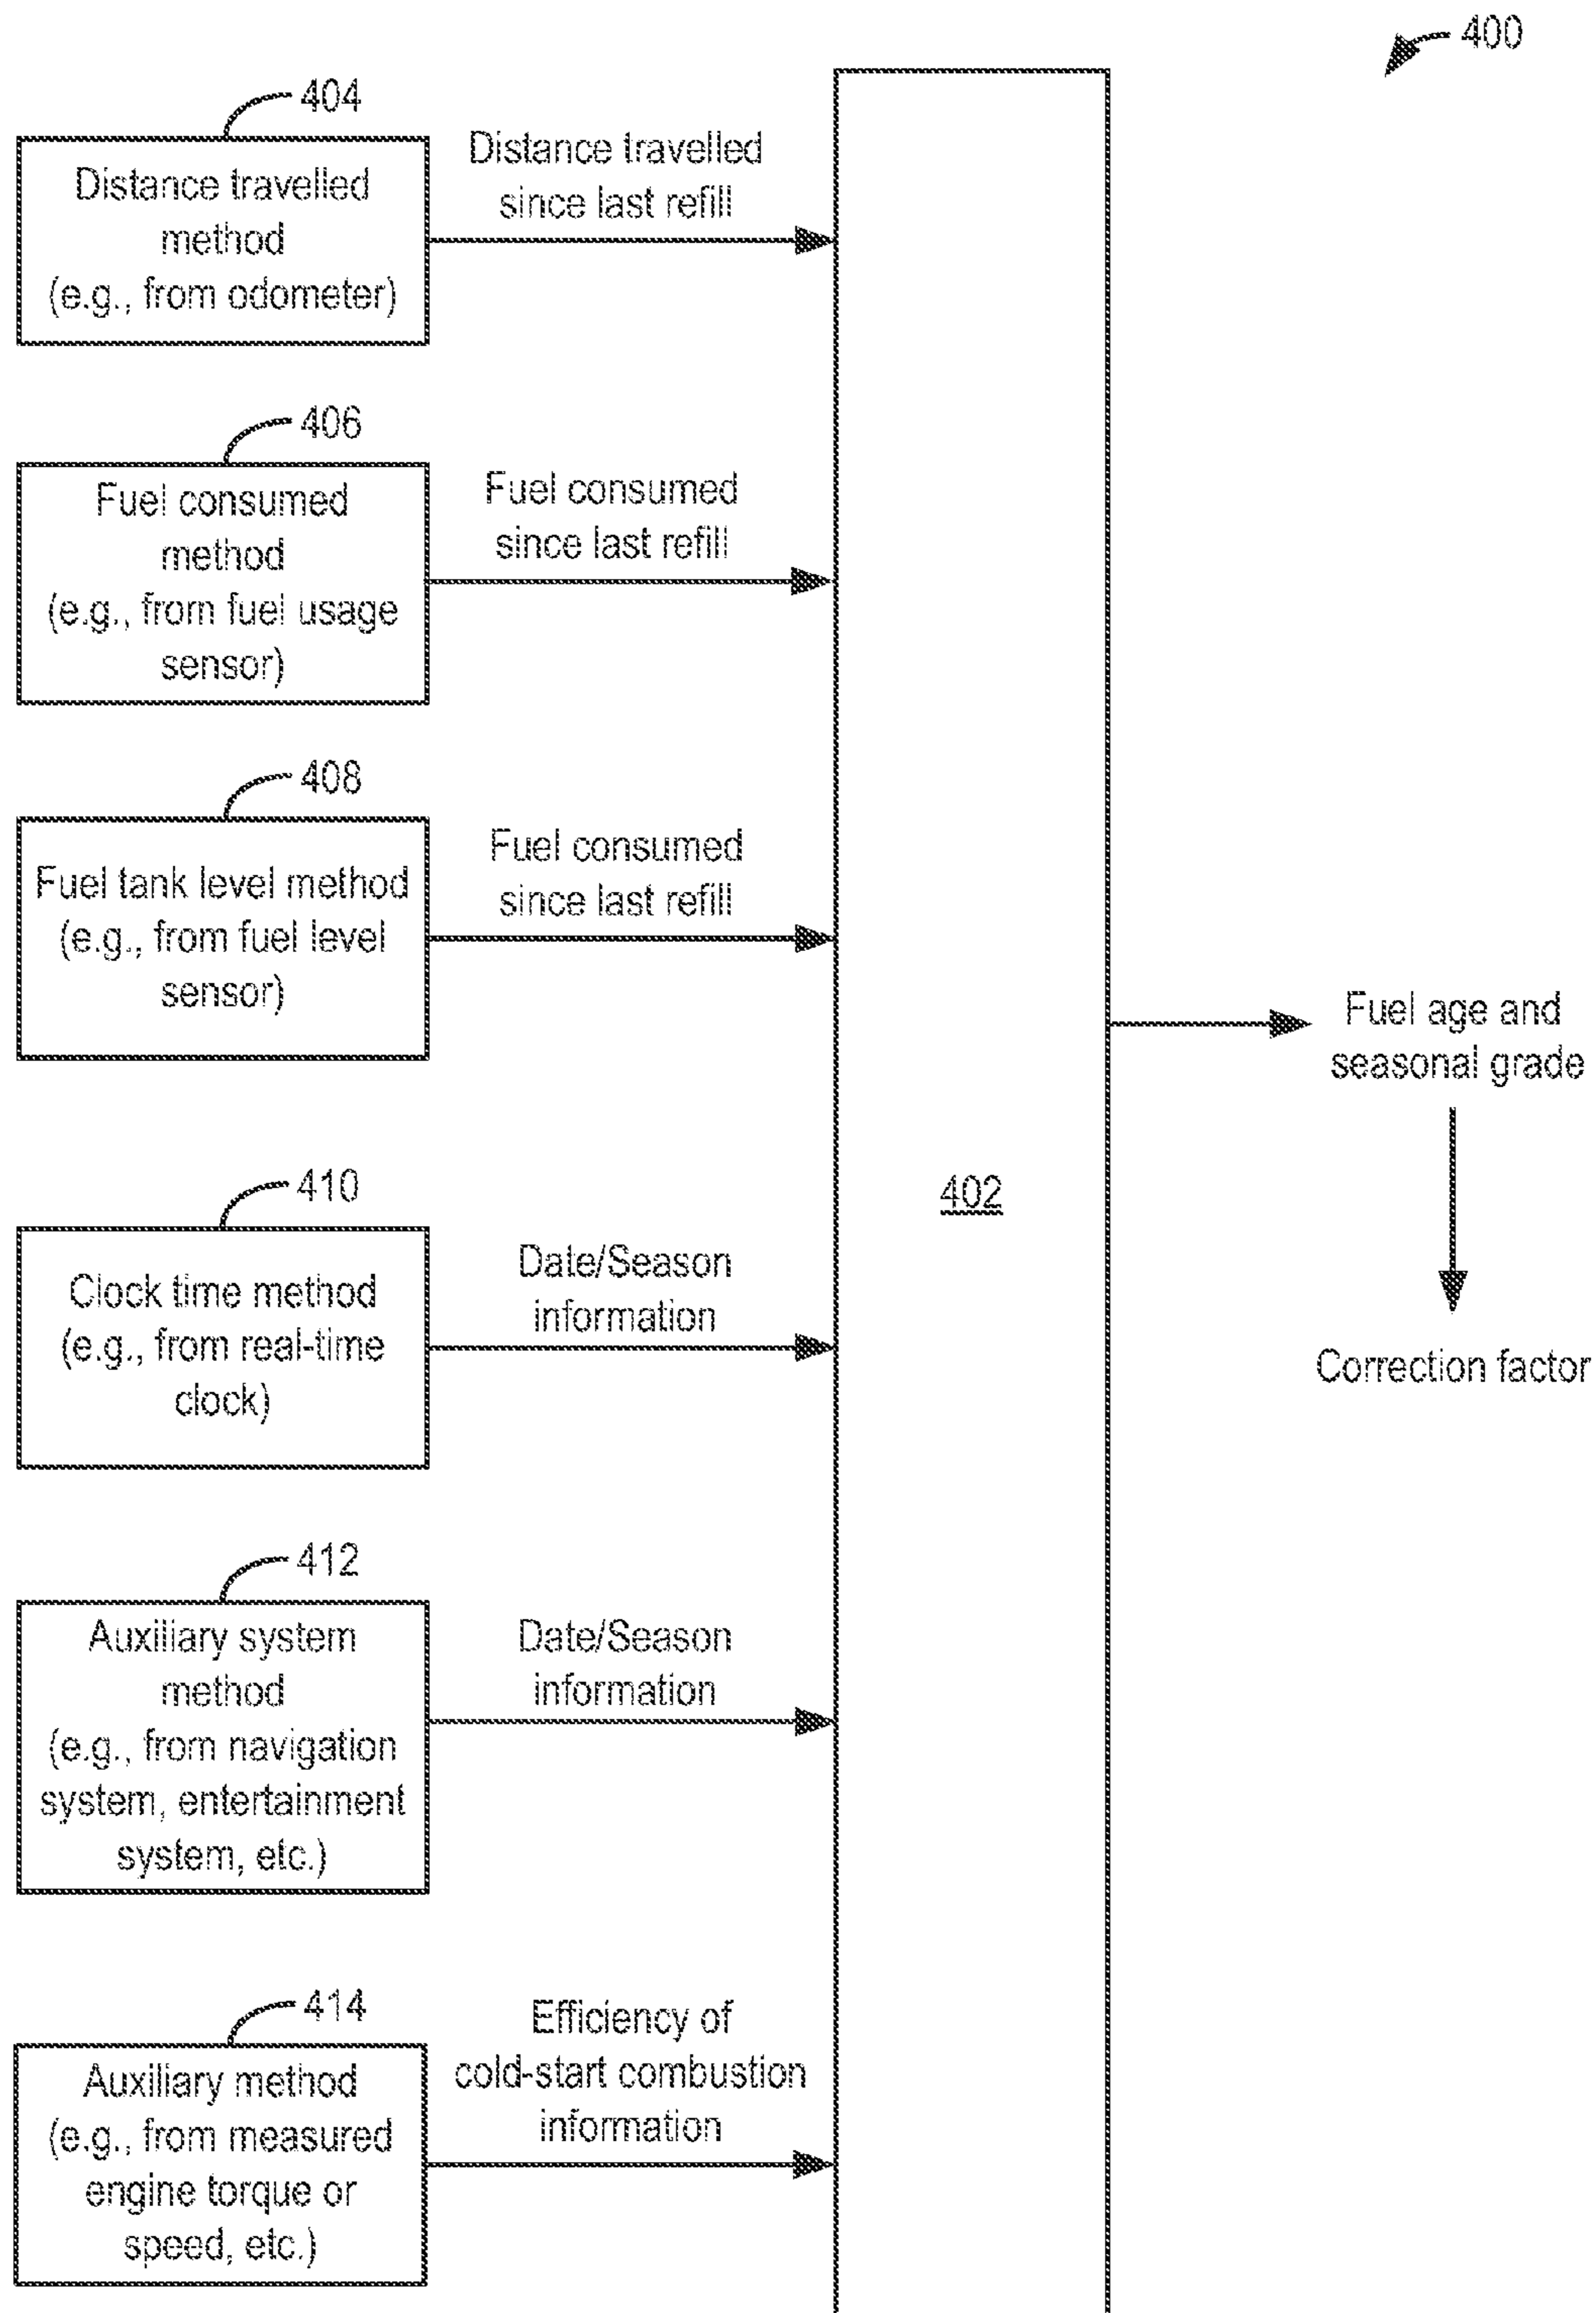 400
404
Distance travelled
method
(e.g., from odometer)
Distance travelled
since last refill
406
Fuel consumed
method
(e.g., from fuel usage
sensor)
Fuel consumed
since last refill
408
Fuel tank level method
(e.g., from fuel level
sensor)
Fuel consumed
since last refill
402
Fuel age and
seasonal grade
Correction factor
410
Clock time method
(e.g., from real-time
clock)
Date/Season
information
412
Auxiliary system
method
(e.g., from navigation
system, entertainment
system, etc.)
Date/Season
information
414
Auxiliary method
(e.g., from measured
engine torque or
speed, etc.)
Efficiency of
cold-start combustion
information